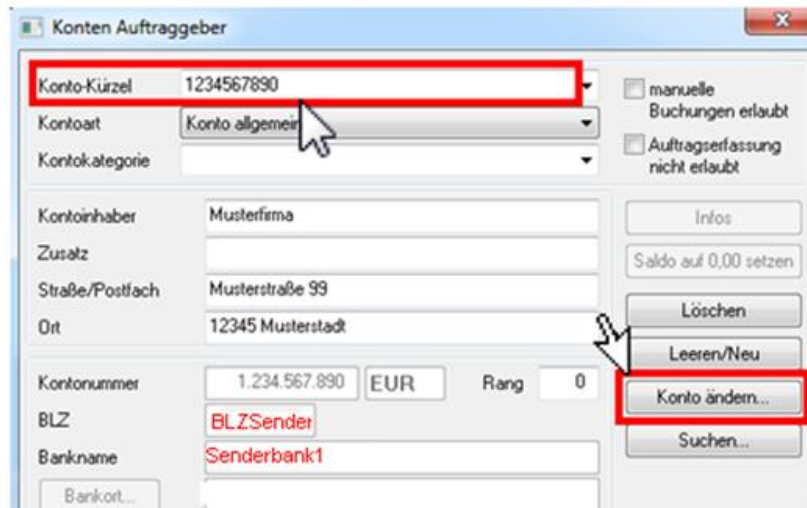 Konten Auftraggeber
Konto-Kürzel 1234567890
Kontoart Konto allgemein
Kontokategorie
manuelle
Buchungen erlaubt
Auftragserfassung
nicht erlaubt
Kontoinhaber Musterfirma
Zusatz
Straße/Postfach Musterstraße 99
Ort 12345 Musterstadt
Kontonummer 1.234.567.890 EUR Rang 0
BLZ BLZSender
Bankname Senderbank1
Bankort...
Infos
Saldo auf 0,00 setzen
Löschen
Leeren/Neu
Konto ändern...
Suchen...